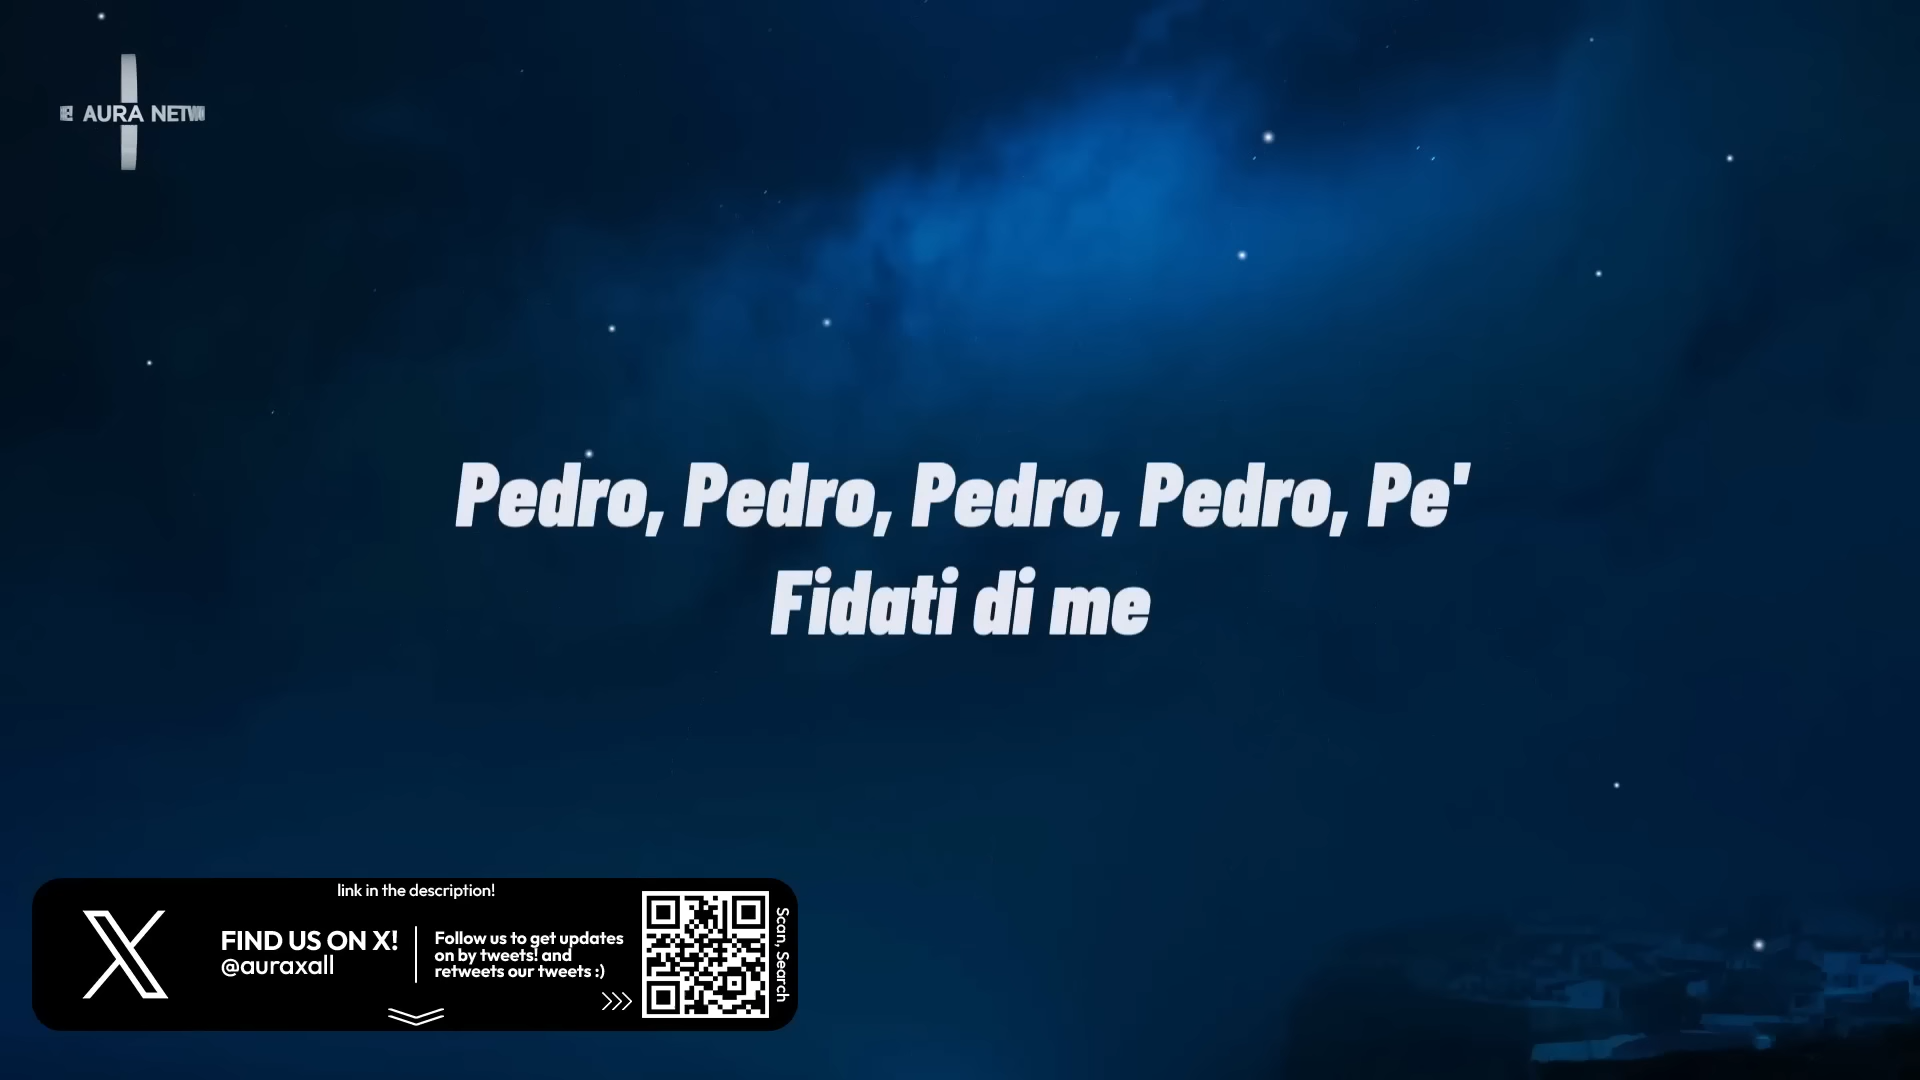 AURA
Pedro, Pedro, Pedro, Pedro, Pe'
Fidati di me
link in the description!
FIND US ON X!
@auraxall
Follow us to get updates
on by tweets! and
retweets our tweets :)
Scan, Search